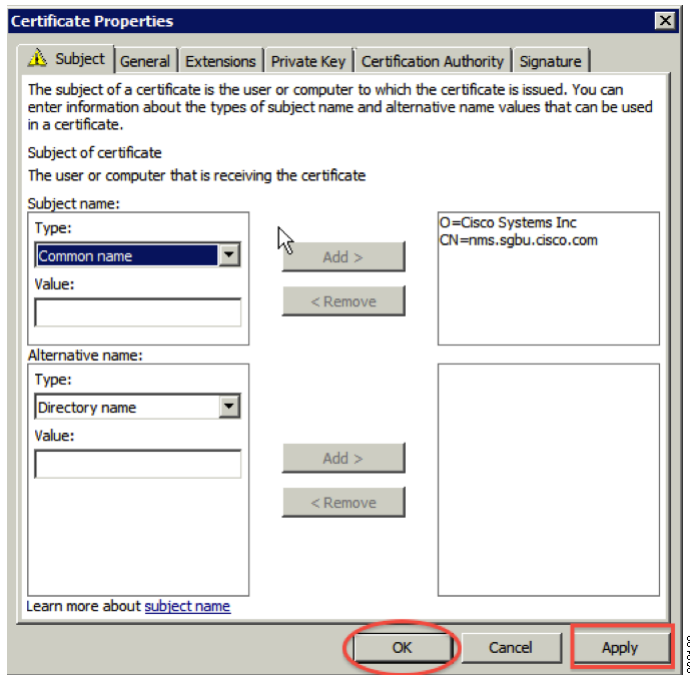 Certificate Properties
Subject General Extensions Private Key Certification Authority Signature
The subject of a certificate is the user or computer to which the certificate is issued. You can
enter information about the types of subject name and alternative name values that can be used
in a certificate.
Subject of certificate
The user or computer that is receiving the certificate
Subject name:
Type:
Common name
Value:
Add >
< Remove
O=Cisco Systems Inc
CN=nms.sgbu.cisco.com
Alternative name:
Type:
Directory name
Value:
Add >
< Remove
Learn more about subject name
OK Cancel Apply